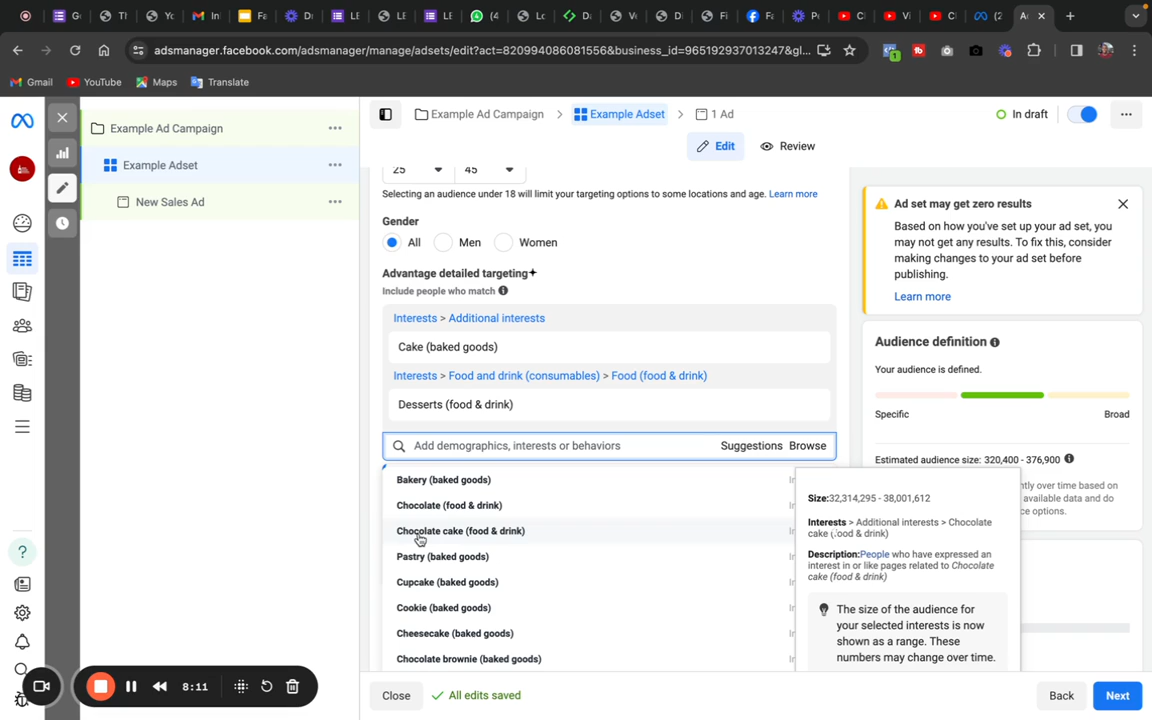 adsmanager.facebook.com/adsmanager/manage/adsets/edit?act=820994086081556&business_id=965192937013247&gl...
Gmail
YouTube
Maps
Translate
Example Ad Campaign
Example Adset
New Sales Ad
Example Ad Campaign > Example Adset > 1 Ad
In draft
Edit
Review
25
45
Selecting an audience under 18 will limit your targeting options to some locations and age. Learn more
Gender
All
Men
Women
Advantage detailed targeting+
Include people who match
Interests > Additional interests
Cake (baked goods)
Interests > Food and drink (consumables) > Food (food & drink)
Desserts (food & drink)
Add demographics, interests or behaviors
Suggestions
Browse
Bakery (baked goods)
Chocolate (food & drink)
Chocolate cake (food & drink)
Pastry (baked goods)
Cupcake (baked goods)
Cookie (baked goods)
Cheesecake (baked goods)
Chocolate brownie (baked goods)
Ad set may get zero results
Based on how you've set up your ad set, you
may not get any results. To fix this, consider
making changes to your ad set before
publishing.
Learn more
Audience definition
Your audience is defined.
Specific
Broad
Estimated audience size: 320,400 - 376,900
Size:32,314,295 - 38,001,612
Interests > Additional interests > Chocolate
cake (food & drink)
Description:People who have expressed an
interest in or like pages related to Chocolate
cake (food & drink)
The size of the audience for
your selected interests is now
shown as a range. These
numbers may change over time.
8:11
Close
All edits saved
Back
Next